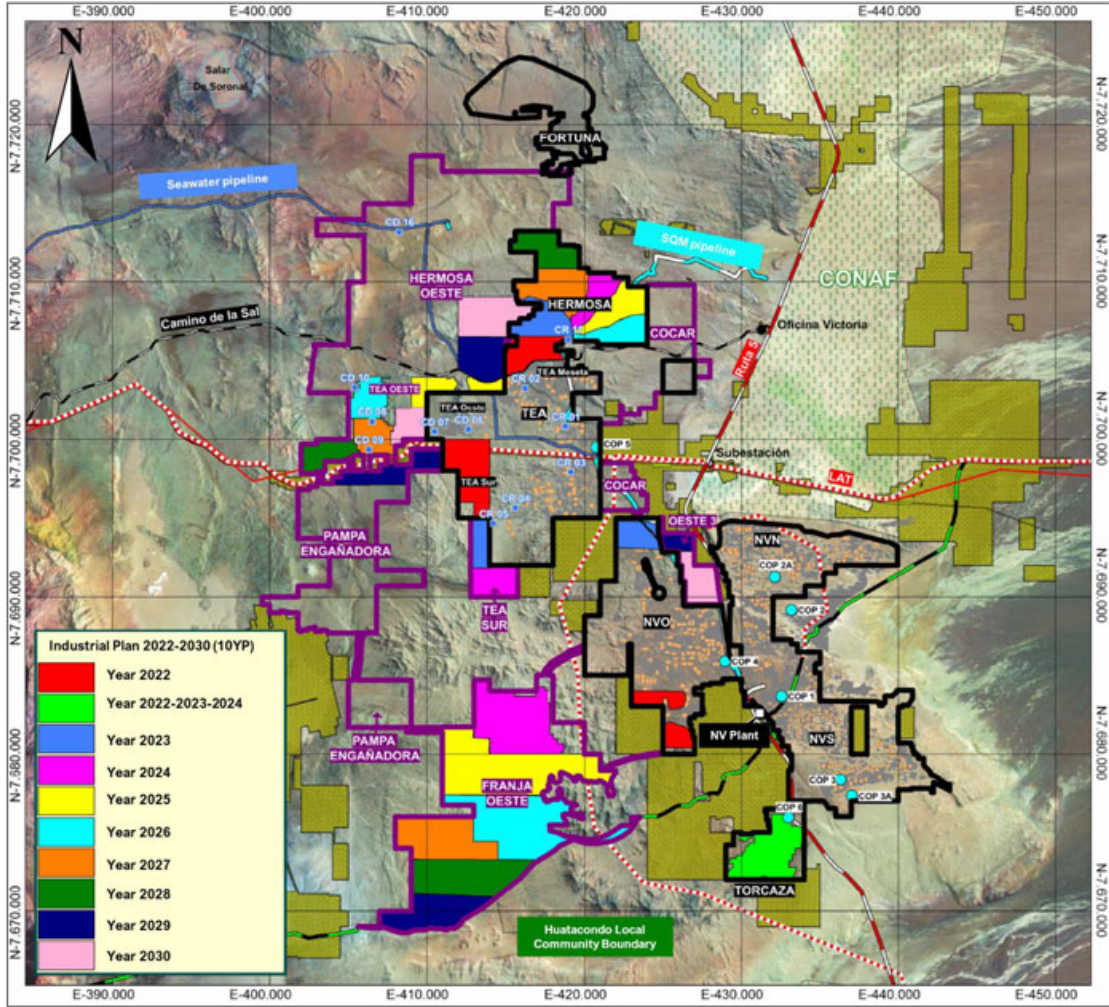 E-390.000
E-400.000
E-410.000
E-420.000
E-430.000
E-440.000
E-450.000
N
Salar
De Soronal
FORTUNA
N-7.720.000
N-7.720.000
Seawater pipeline
CD 16
SQM pipeline
CONAF
HERMOSA
OESTE
N-7.710.000
N-7.710.000
HERMOSA
Camino de la Sal
COCAR
Oficina Victoria
Ruta 5
TEA Meseta
CD 10
TEA OESTE
CR 02
TEA Oeste
TEA
CD 08
CD 07
CD 06
CR 01
CD 09
COP 5
Subestación
N-7.700.000
N-7.700.000
CR 03
LAT
TEA Sur
COCAR
CR 04
CR 05
OESTE 3
PAMPA
ENGAÑADORA
NVN
COP 2A
N-7.690.000
N-7.690.000
TEA
SUR
COP 2
NVO
Industrial Plan 2022-2030 (10YP)
Year 2022
Year 2022-2023-2024
Year 2023
Year 2024
Year 2025
Year 2026
Year 2027
Year 2028
Year 2029
Year 2030
COP 4
COP 1
PAMPA
ENGAÑADORA
NV Plant
NVS
N-7.680.000
N-7.680.000
FRANJA
OESTE
COP 3
COP 3A
COP 6
TORCAZA
N-7.670.000
N-7.670.000
Huatacondo Local
Community Boundary
E-390.000
E-400.000
E-410.000
E-420.000
E-430.000
E-440.000
E-450.000